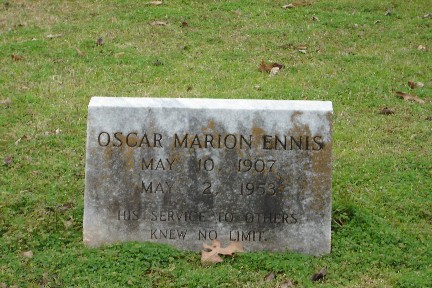 OSCAR MARION ENNIS
MAY 10 1907
MAY 2, 1953
HIS SERVICE TO OTHERS
KNEW NO LIMIT.